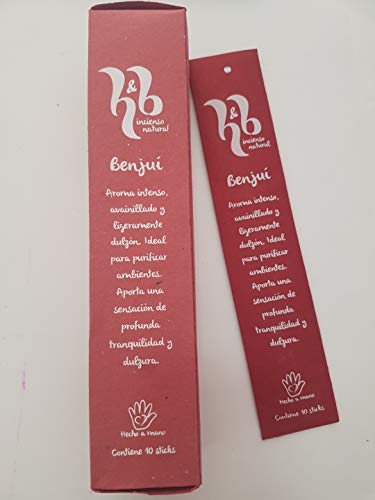 h&b
incienso
natural
Benjuí
Aroma intenso,
avainillado y
ligeramente
dulzón. Ideal
para purificar
ambientes.
Aporta una
sensación de
profunda
tranquilidad y
dulzura.
Hecho a mano
Contiene 10 sticks
h&b
incienso
natural
Benjuí
Aroma intenso,
avainillado y
ligeramente
dulzón. Ideal
para purificar
ambientes.
Aporta una
sensación de
profunda
tranquilidad y
dulzura.
Hecho a mano
Contiene 10 sticks